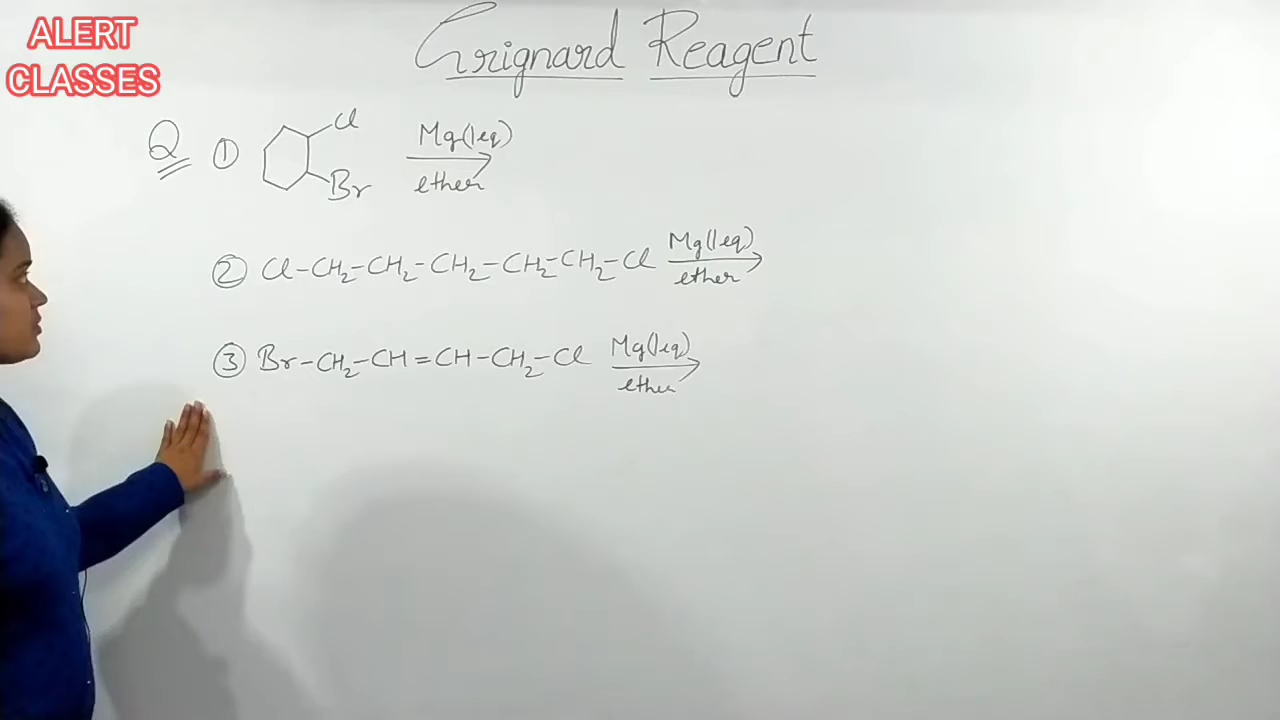 ALERT
CLASSES
Grignard Reagent
Q ① Cl Br Mg(1eq) ether
② Cl-CH₂-CH₂-CH₂-CH₂-CH₂-Cl Mg(1eq) ether
③ Br-CH₂-CH=CH-CH₂-Cl Mg(1eq) ether